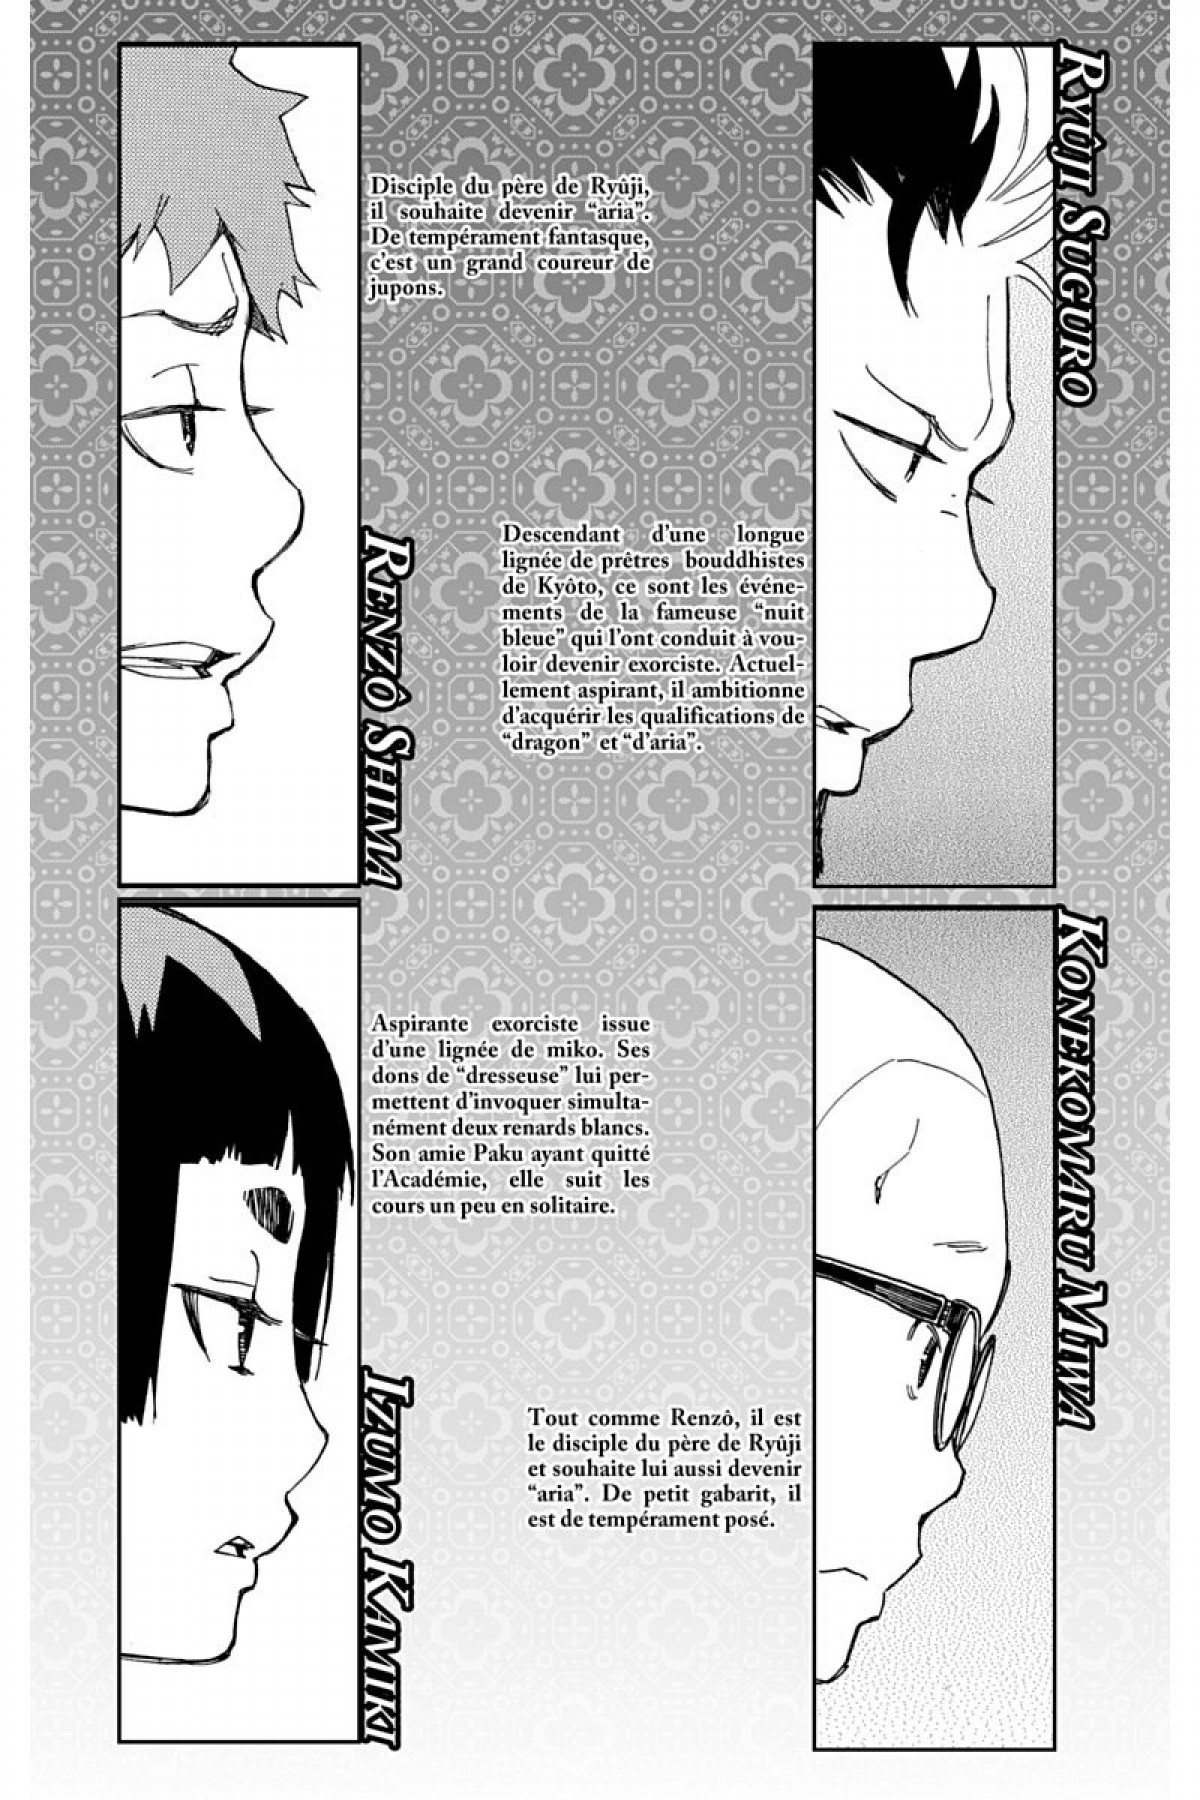 Ryûji Suguro
Descendant d'une longue
lignée de prêtres bouddhistes
de Kyôto, ce sont les événe-
ments de la fameuse "nuit
bleue" qui l'ont conduit à vou-
loir devenir exorciste. Actuel-
lement aspirant, il ambitionne
d'acquérir les qualifications de
"dragon" et "d'aria".
Disciple du père de Ryûji,
il souhaite devenir "aria".
De tempérament fantasque,
c'est un grand coureur de
jupons.
Renzô Shima
Konekomaru Miwa
Tout comme Renzô, il est
le disciple du père de Ryûji
et souhaite lui aussi devenir
"aria". De petit gabarit, il
est de tempérament posé.
Aspirante exorciste issue
d'une lignée de miko. Ses
dons de "dresseuse" lui per-
mettent d'invoquer simulta-
nément deux renards blancs.
Son amie Paku ayant quitté
l'Académie, elle suit les
cours un peu en solitaire.
Izumo Kamiki